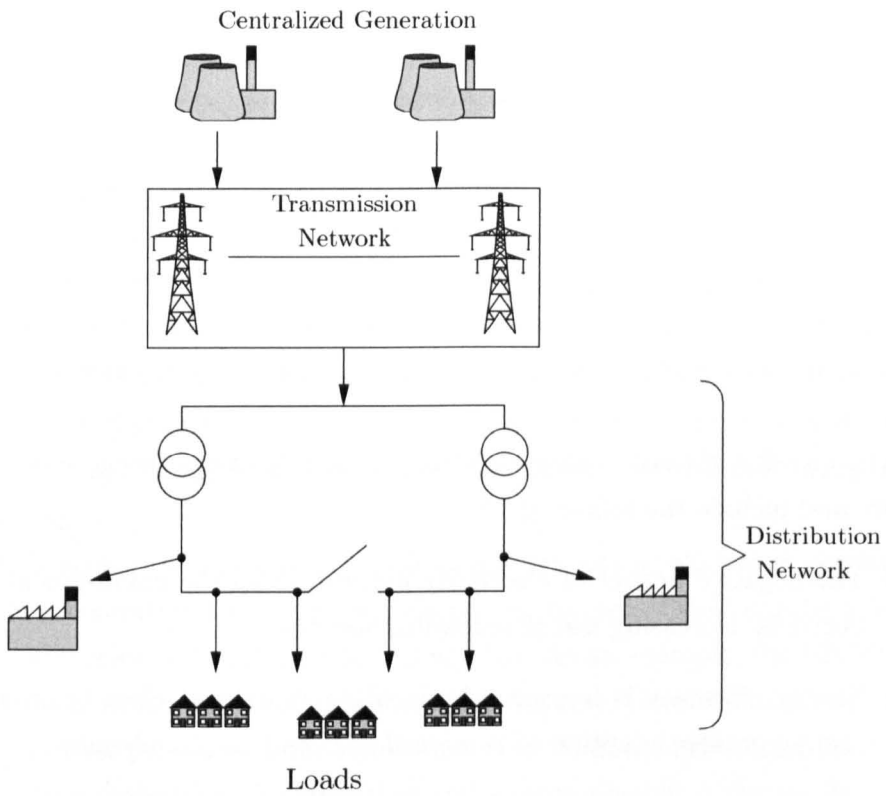 Centralized Generation
Transmission
Network
Distribution
Network
Loads